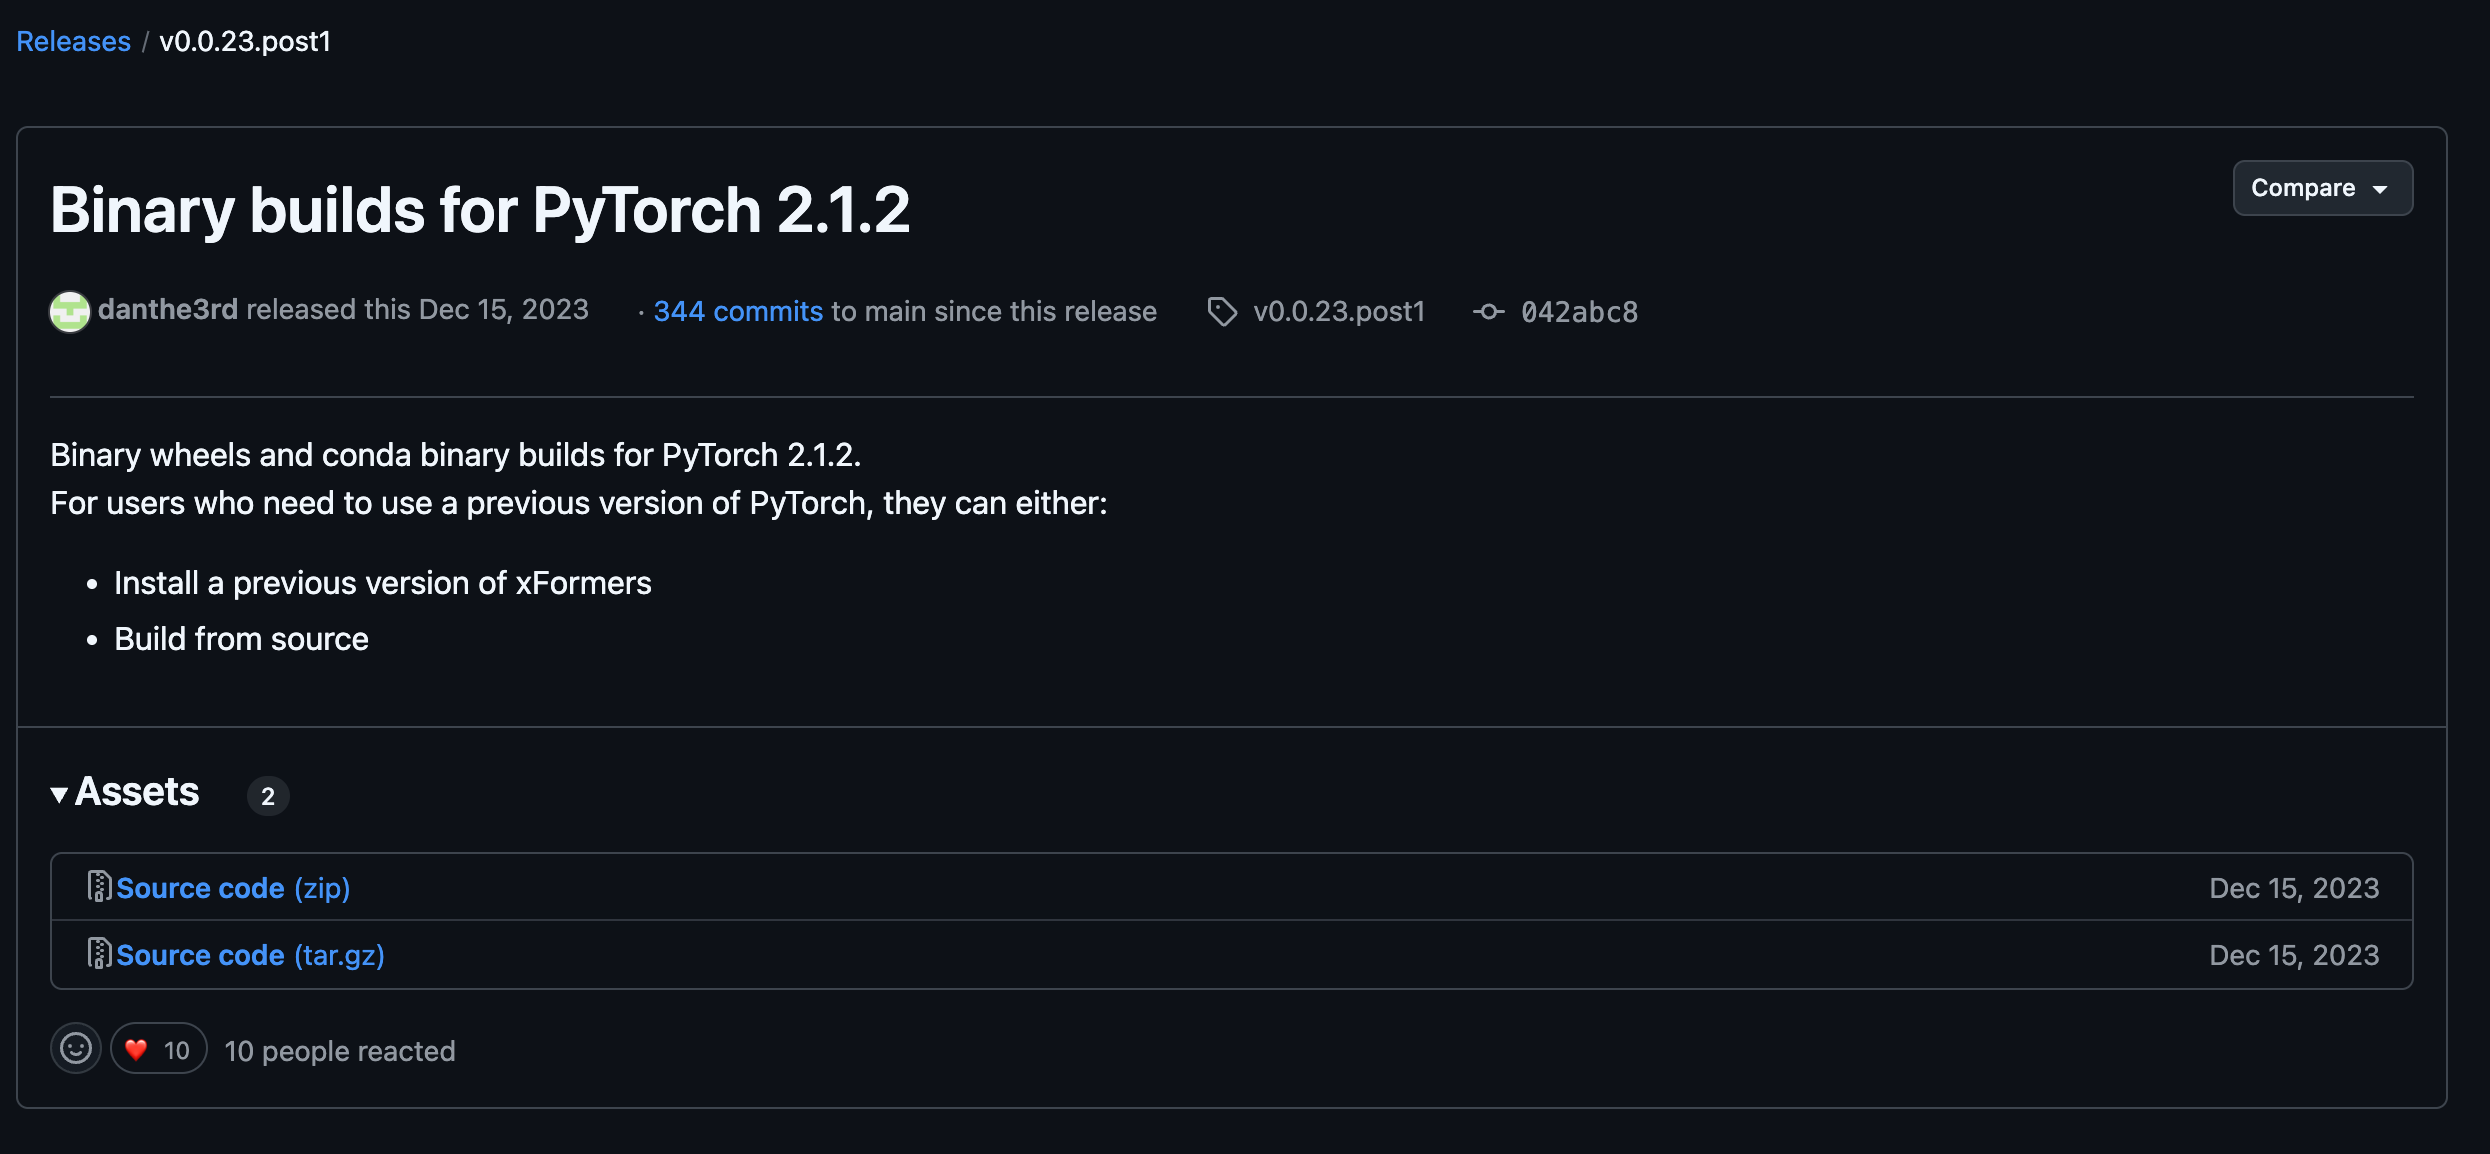 Releases / v0.0.23.post1
Binary builds for PyTorch 2.1.2
Compare
danthe3rd released this Dec 15, 2023 · 344 commits to main since this release v0.0.23.post1 042abc8
Binary wheels and conda binary builds for PyTorch 2.1.2.
For users who need to use a previous version of PyTorch, they can either:
• Install a previous version of xFormers
• Build from source
Assets 2
Source code (zip) Dec 15, 2023
Source code (tar.gz) Dec 15, 2023
❤️ 10 10 people reacted